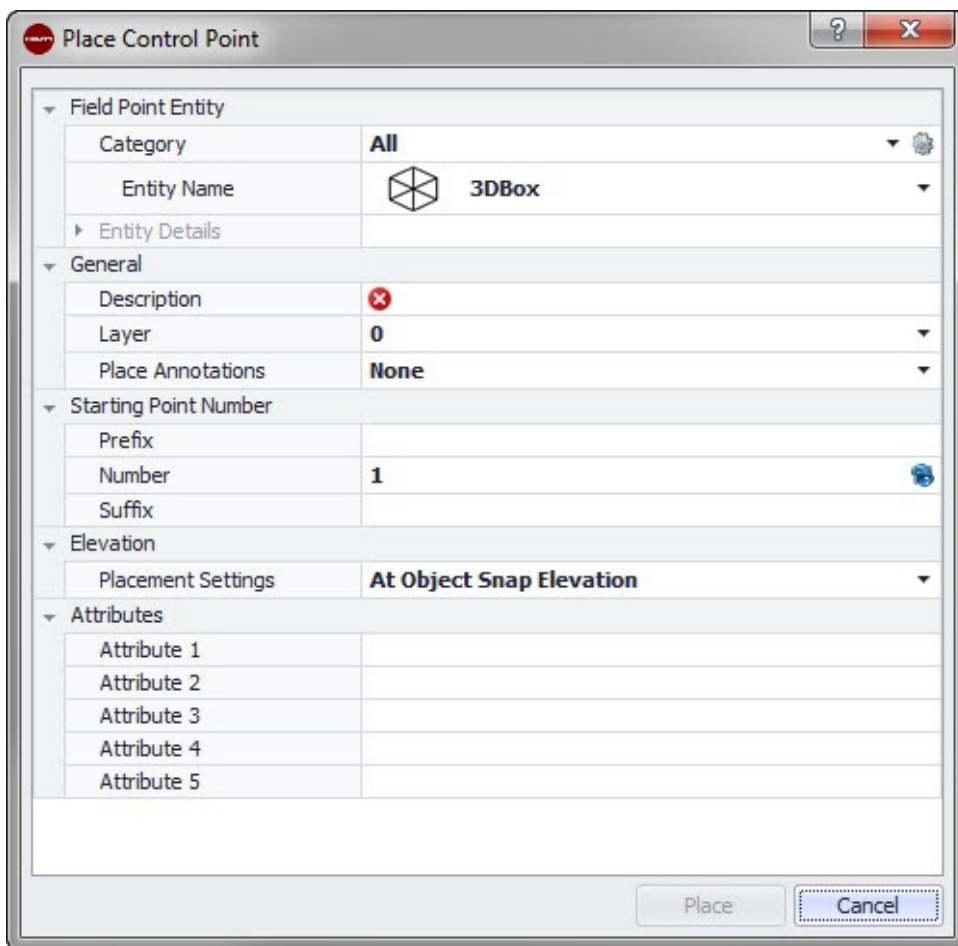 Place Control Point
Field Point Entity
Category All
Entity Name 3DBox
Entity Details
General
Description
Layer 0
Place Annotations None
Starting Point Number
Prefix
Number 1
Suffix
Elevation
Placement Settings At Object Snap Elevation
Attributes
Attribute 1
Attribute 2
Attribute 3
Attribute 4
Attribute 5
Place Cancel